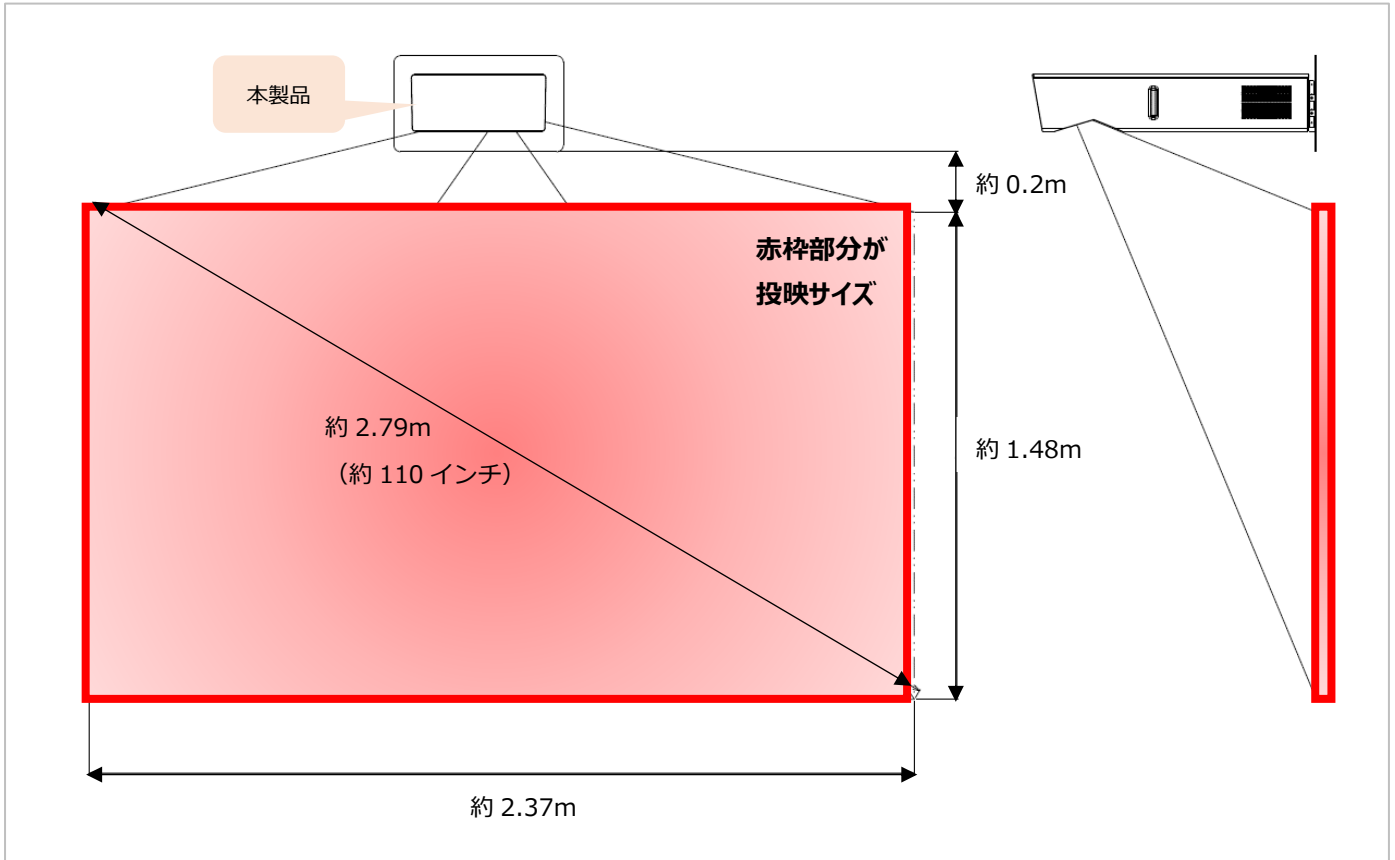 本製品
約 0.2m
赤枠部分が
投映サイズ
約 2.79m
（約 110 インチ）
約 1.48m
約 2.37m